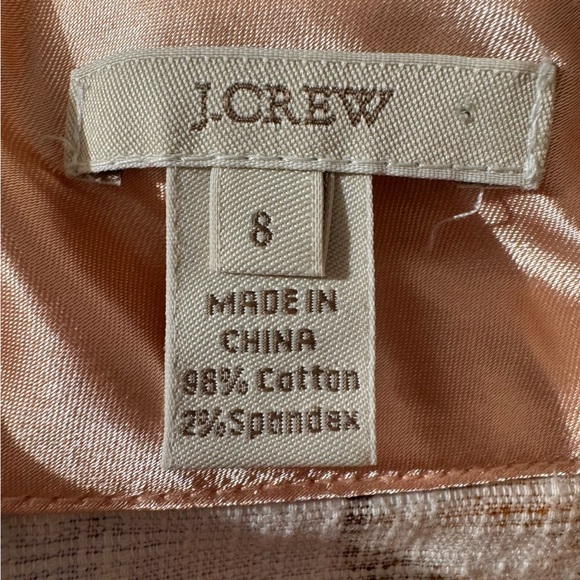 J.CREW
8
MADE IN
CHINA
98% Cotton
2% Spandex